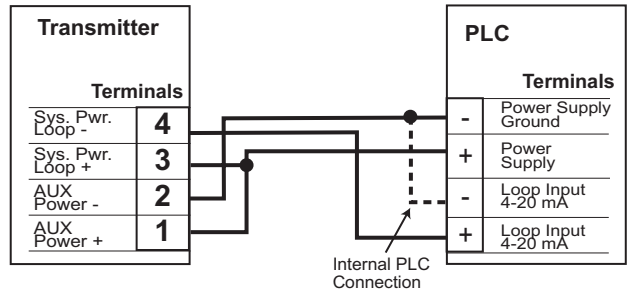 Transmitter
Terminals
Sys. Pwr.
Loop -
4
Sys. Pwr.
Loop +
3
AUX
Power -
2
AUX
Power +
1
PLC
Terminals
-
Power Supply
Ground
+
Power
Supply
-
Loop Input
4-20 mA
+
Loop Input
4-20 mA
Internal PLC
Connection